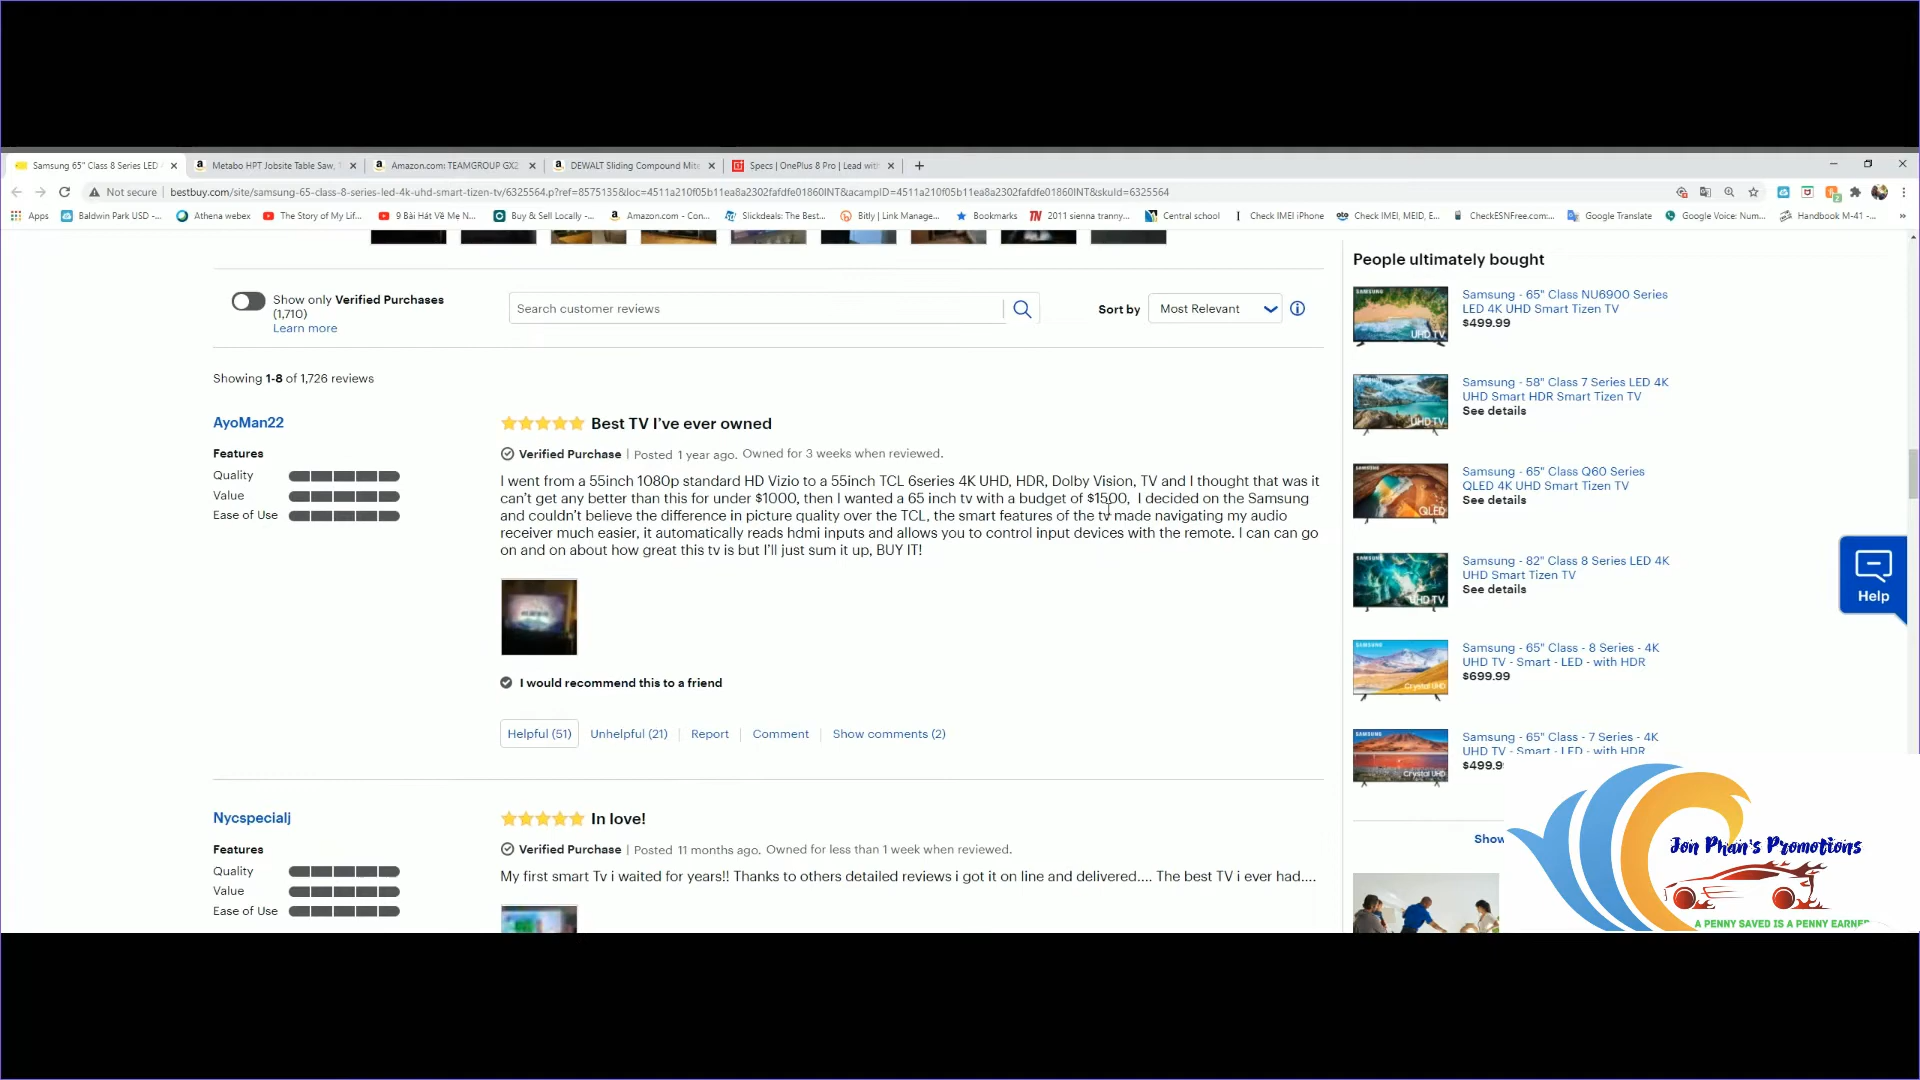 Samsung 65" Class 8 Series LED
Metabo HPT Jobsite Table Saw,
Amazon.com: TEAMGROUP GX2
DEWALT Sliding Compound Mite
Specs | OnePlus 8 Pro | Lead with
Not secure
bestbuy.com/site/samsung-65-class-8-series-led-4k-uhd-smart-tizen-tv/6325564.p?ref=8575135&loc=4511a210f05b11ea8a2302fafdfe01860INT&acampID=4511a210f05b11ea8a2302fafdfe01860INT&skuId=6325564
Apps
Baldwin Park USD -...
Athena webex
The Story of My Lif...
9 Bài Hát Về Me N...
Buy & Sell Locally -...
Amazon.com - Con...
Slickdeals: The Best...
Bitly | Link Manage...
Bookmarks
2011 sienna tranny...
Central school
Check IMEI iPhone
Check IMEI, MEID, E...
CheckESNFree.com:...
Google Translate
Google Voice: Num...
Handbook M-41 -...
Show only Verified Purchases
(1,710)
Learn more
Search customer reviews
Sort by
Most Relevant
Showing 1-8 of 1,726 reviews
AyoMan22
Features
Quality
Value
Ease of Use
Best TV I've ever owned
Verified Purchase | Posted 1 year ago. Owned for 3 weeks when reviewed.
I went from a 55inch 1080p standard HD Vizio to a 55inch TCL 6series 4K UHD, HDR, Dolby Vision, TV and I thought that was it
can't get any better than this for under $1000, then I wanted a 65 inch tv with a budget of $1500, I decided on the Samsung
and couldn't believe the difference in picture quality over the TCL, the smart features of the tv made navigating my audio
receiver much easier, it automatically reads hdmi inputs and allows you to control input devices with the remote. I can can go
on and on about how great this tv is but I'll just sum it up, BUY IT!
I would recommend this to a friend
Helpful (51)
Unhelpful (21)
Report
Comment
Show comments (2)
Nycspecialj
Features
Quality
Value
Ease of Use
In love!
Verified Purchase | Posted 11 months ago. Owned for less than 1 week when reviewed.
My first smart Tv i waited for years!! Thanks to others detailed reviews i got it on line and delivered.... The best TV i ever had....
People ultimately bought
SAMSUNG
UHD TV
Samsung - 65" Class NU6900 Series
LED 4K UHD Smart Tizen TV
$499.99
SAMSUNG
UHD TV
Samsung - 58" Class 7 Series LED 4K
UHD Smart HDR Smart Tizen TV
See details
SAMSUNG
QLED
Samsung - 65" Class Q60 Series
QLED 4K UHD Smart Tizen TV
See details
SAMSUNG
UHD TV
Samsung - 82" Class 8 Series LED 4K
UHD Smart Tizen TV
See details
SAMSUNG
Crystal UHD
Samsung - 65" Class - 8 Series - 4K
UHD TV - Smart - LED - with HDR
$699.99
SAMSUNG
Crystal UHD
Samsung - 65" Class - 7 Series - 4K
UHD TV - Smart - LED - with HDR
$499.9
Show
Help
Jon Phan's Promotions
A PENNY SAVED IS A PENNY EARNED